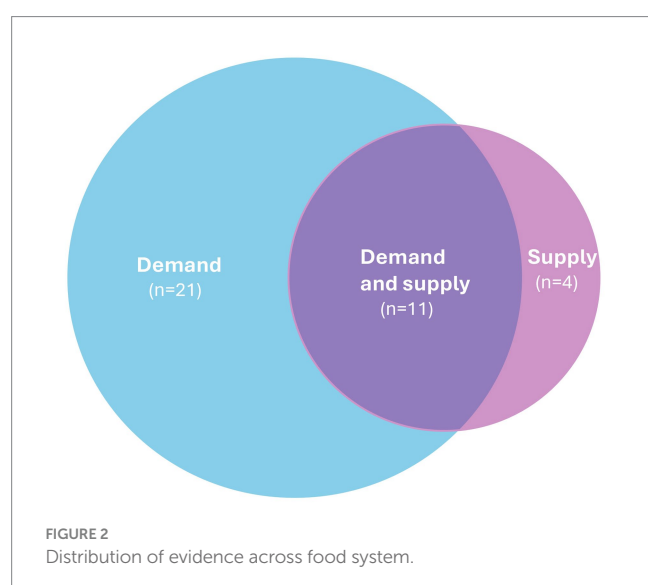 Demand
(n=21)
Demand
and supply
(n=11)
Supply
(n=4)
FIGURE 2
Distribution of evidence across food system.